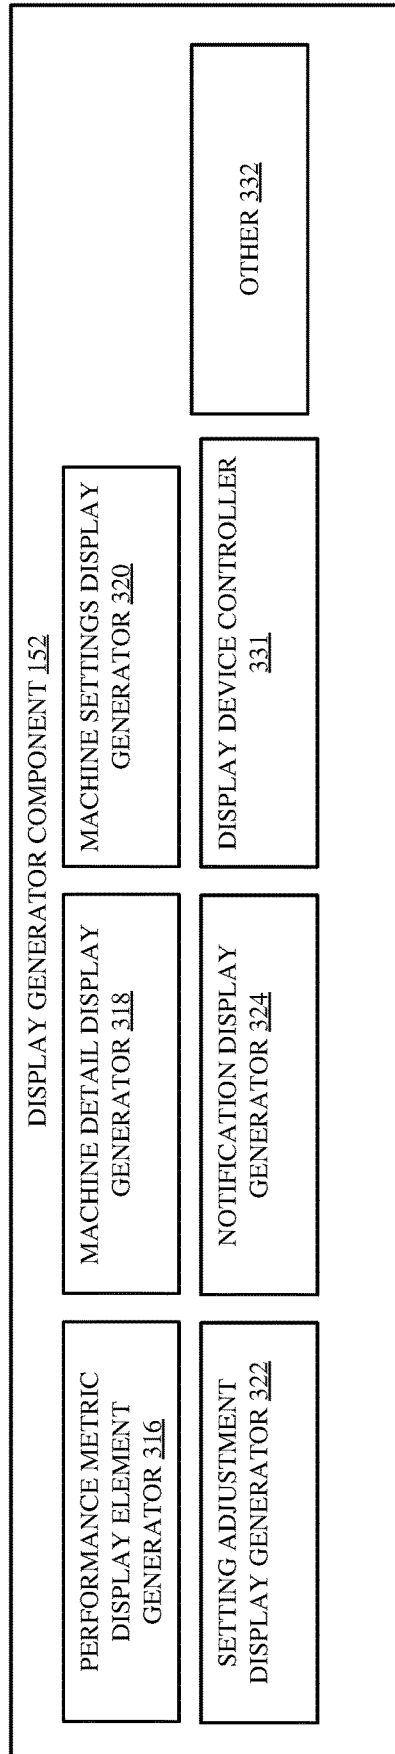 DISPLAY GENERATOR COMPONENT 152
PERFORMANCE METRIC
DISPLAY ELEMENT
GENERATOR 316
MACHINE DETAIL DISPLAY
GENERATOR 318
MACHINE SETTINGS DISPLAY
GENERATOR 320
SETTING ADJUSTMENT
DISPLAY GENERATOR 322
NOTIFICATION DISPLAY
GENERATOR 324
DISPLAY DEVICE CONTROLLER
331
OTHER 332